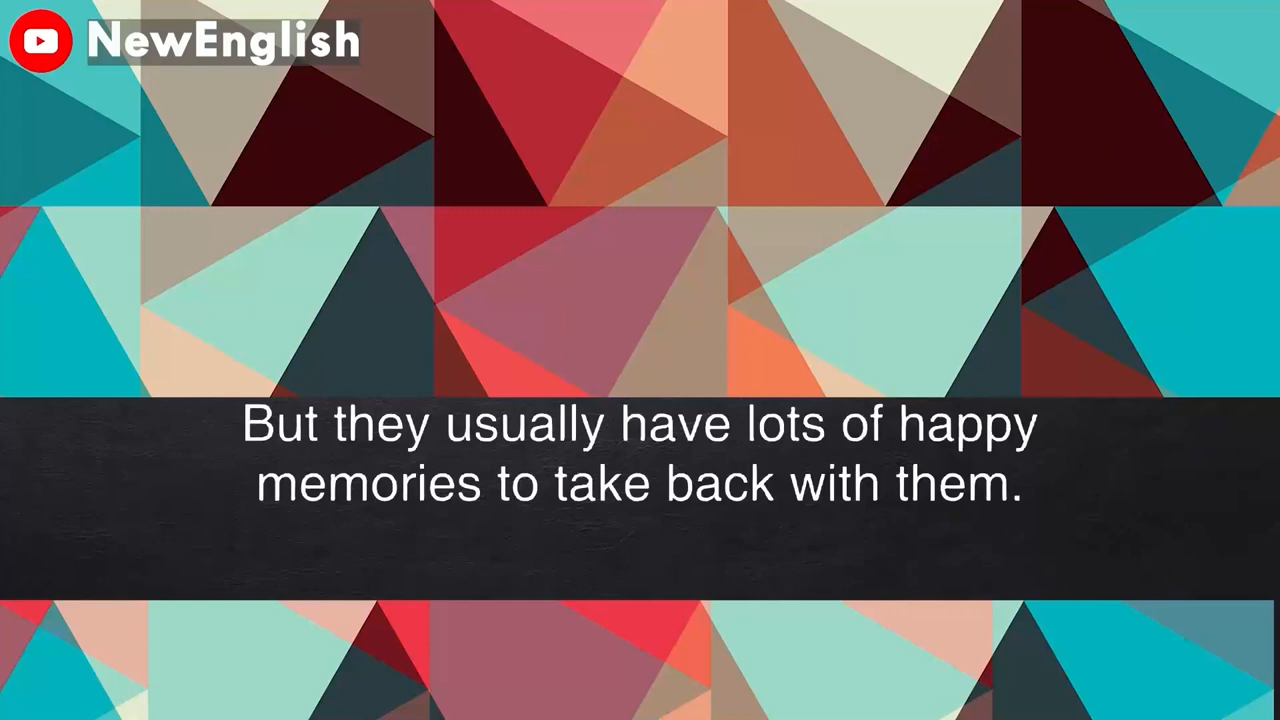 NewEnglish
But they usually have lots of happy
memories to take back with them.